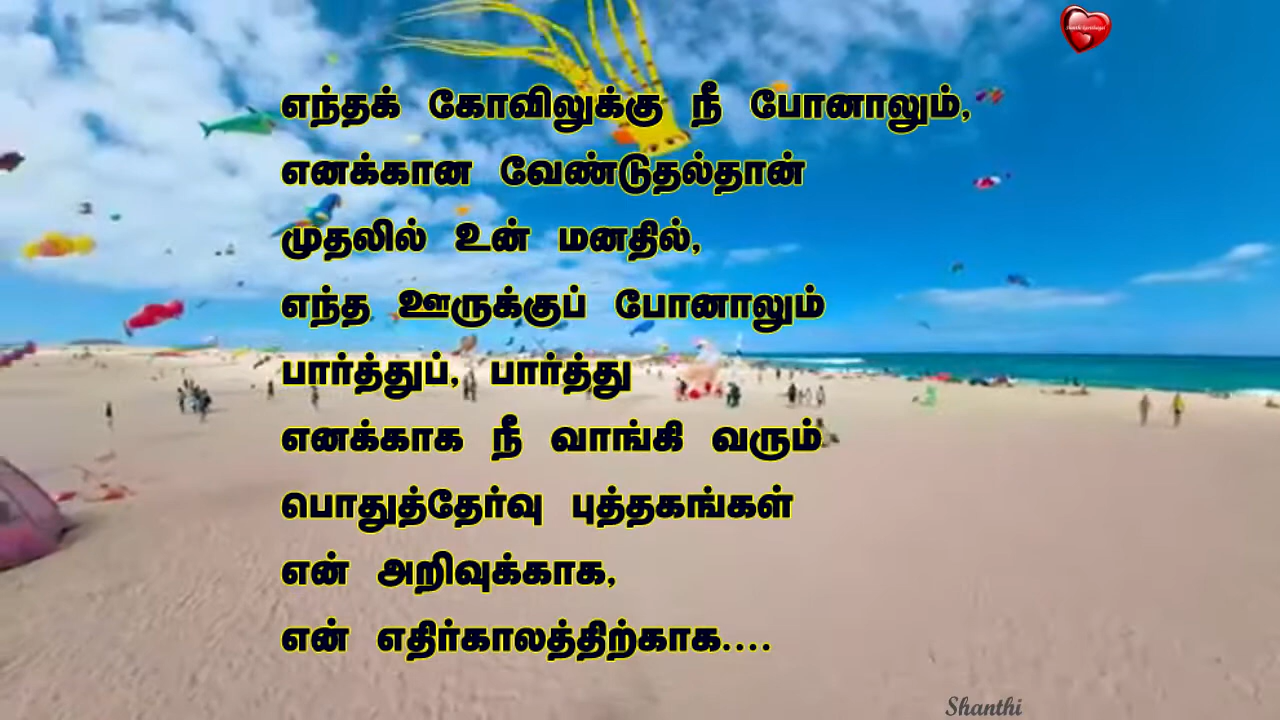 எந்தக் கோவிலுக்கு நீ போனாலும்,
எனக்கான வேண்டுதல்தான்
முதலில் உன் மனதில்,
எந்த ஊருக்குப் போனாலும்
பார்த்துப், பார்த்து
எனக்காக நீ வாங்கி வரும்
பொதுத்தேர்வு புத்தகங்கள்
என் அறிவுக்காக,
என் எதிர்காலத்திற்காக....
Shanthi